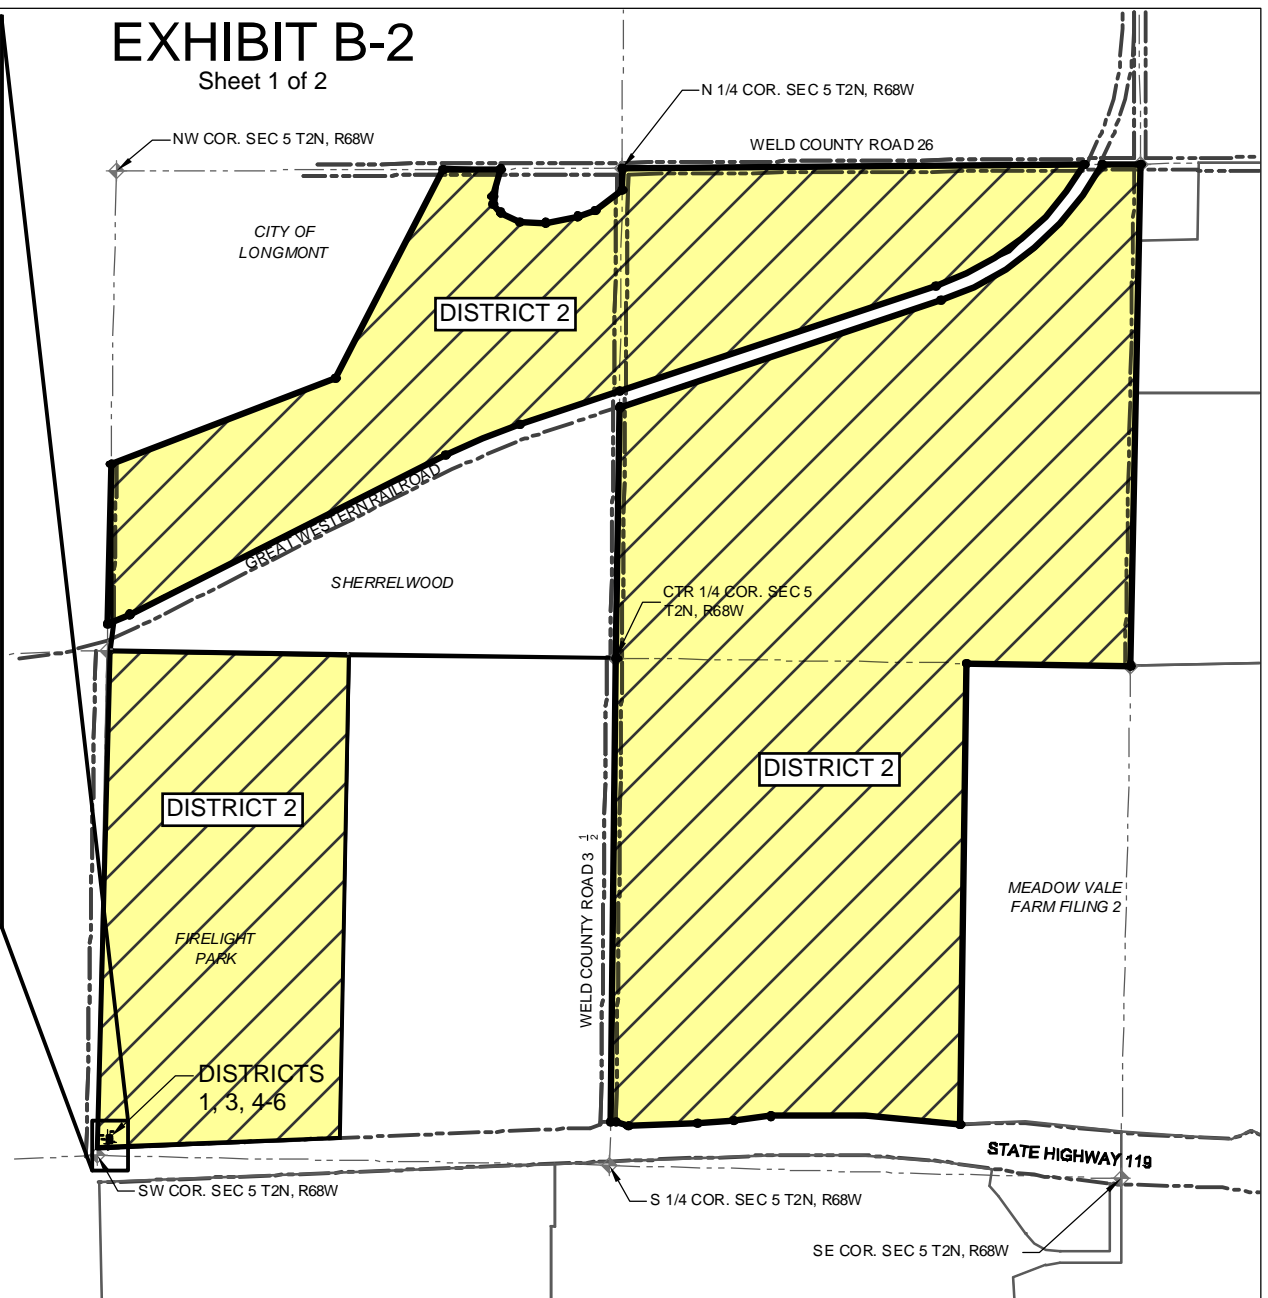 EXHIBIT B-2
Sheet 1 of 2
N 1/4 COR. SEC 5 T2N, R68W
NW COR. SEC 5 T2N, R68W
WELD COUNTY ROAD 26
CITY OF
LONGMONT
DISTRICT 2
GREAT WESTERN RAILROAD
SHERRELWOOD
CTR 1/4 COR. SEC 5
T2N, R68W
DISTRICT 2
DISTRICT 2
WELD COUNTY ROAD 3 1/2
MEADOW VALE
FARM FILING 2
FIRELIGHT
PARK
DISTRICTS
1, 3, 4-6
STATE HIGHWAY 119
SW COR. SEC 5 T2N, R68W
S 1/4 COR. SEC 5 T2N, R68W
SE COR. SEC 5 T2N, R68W